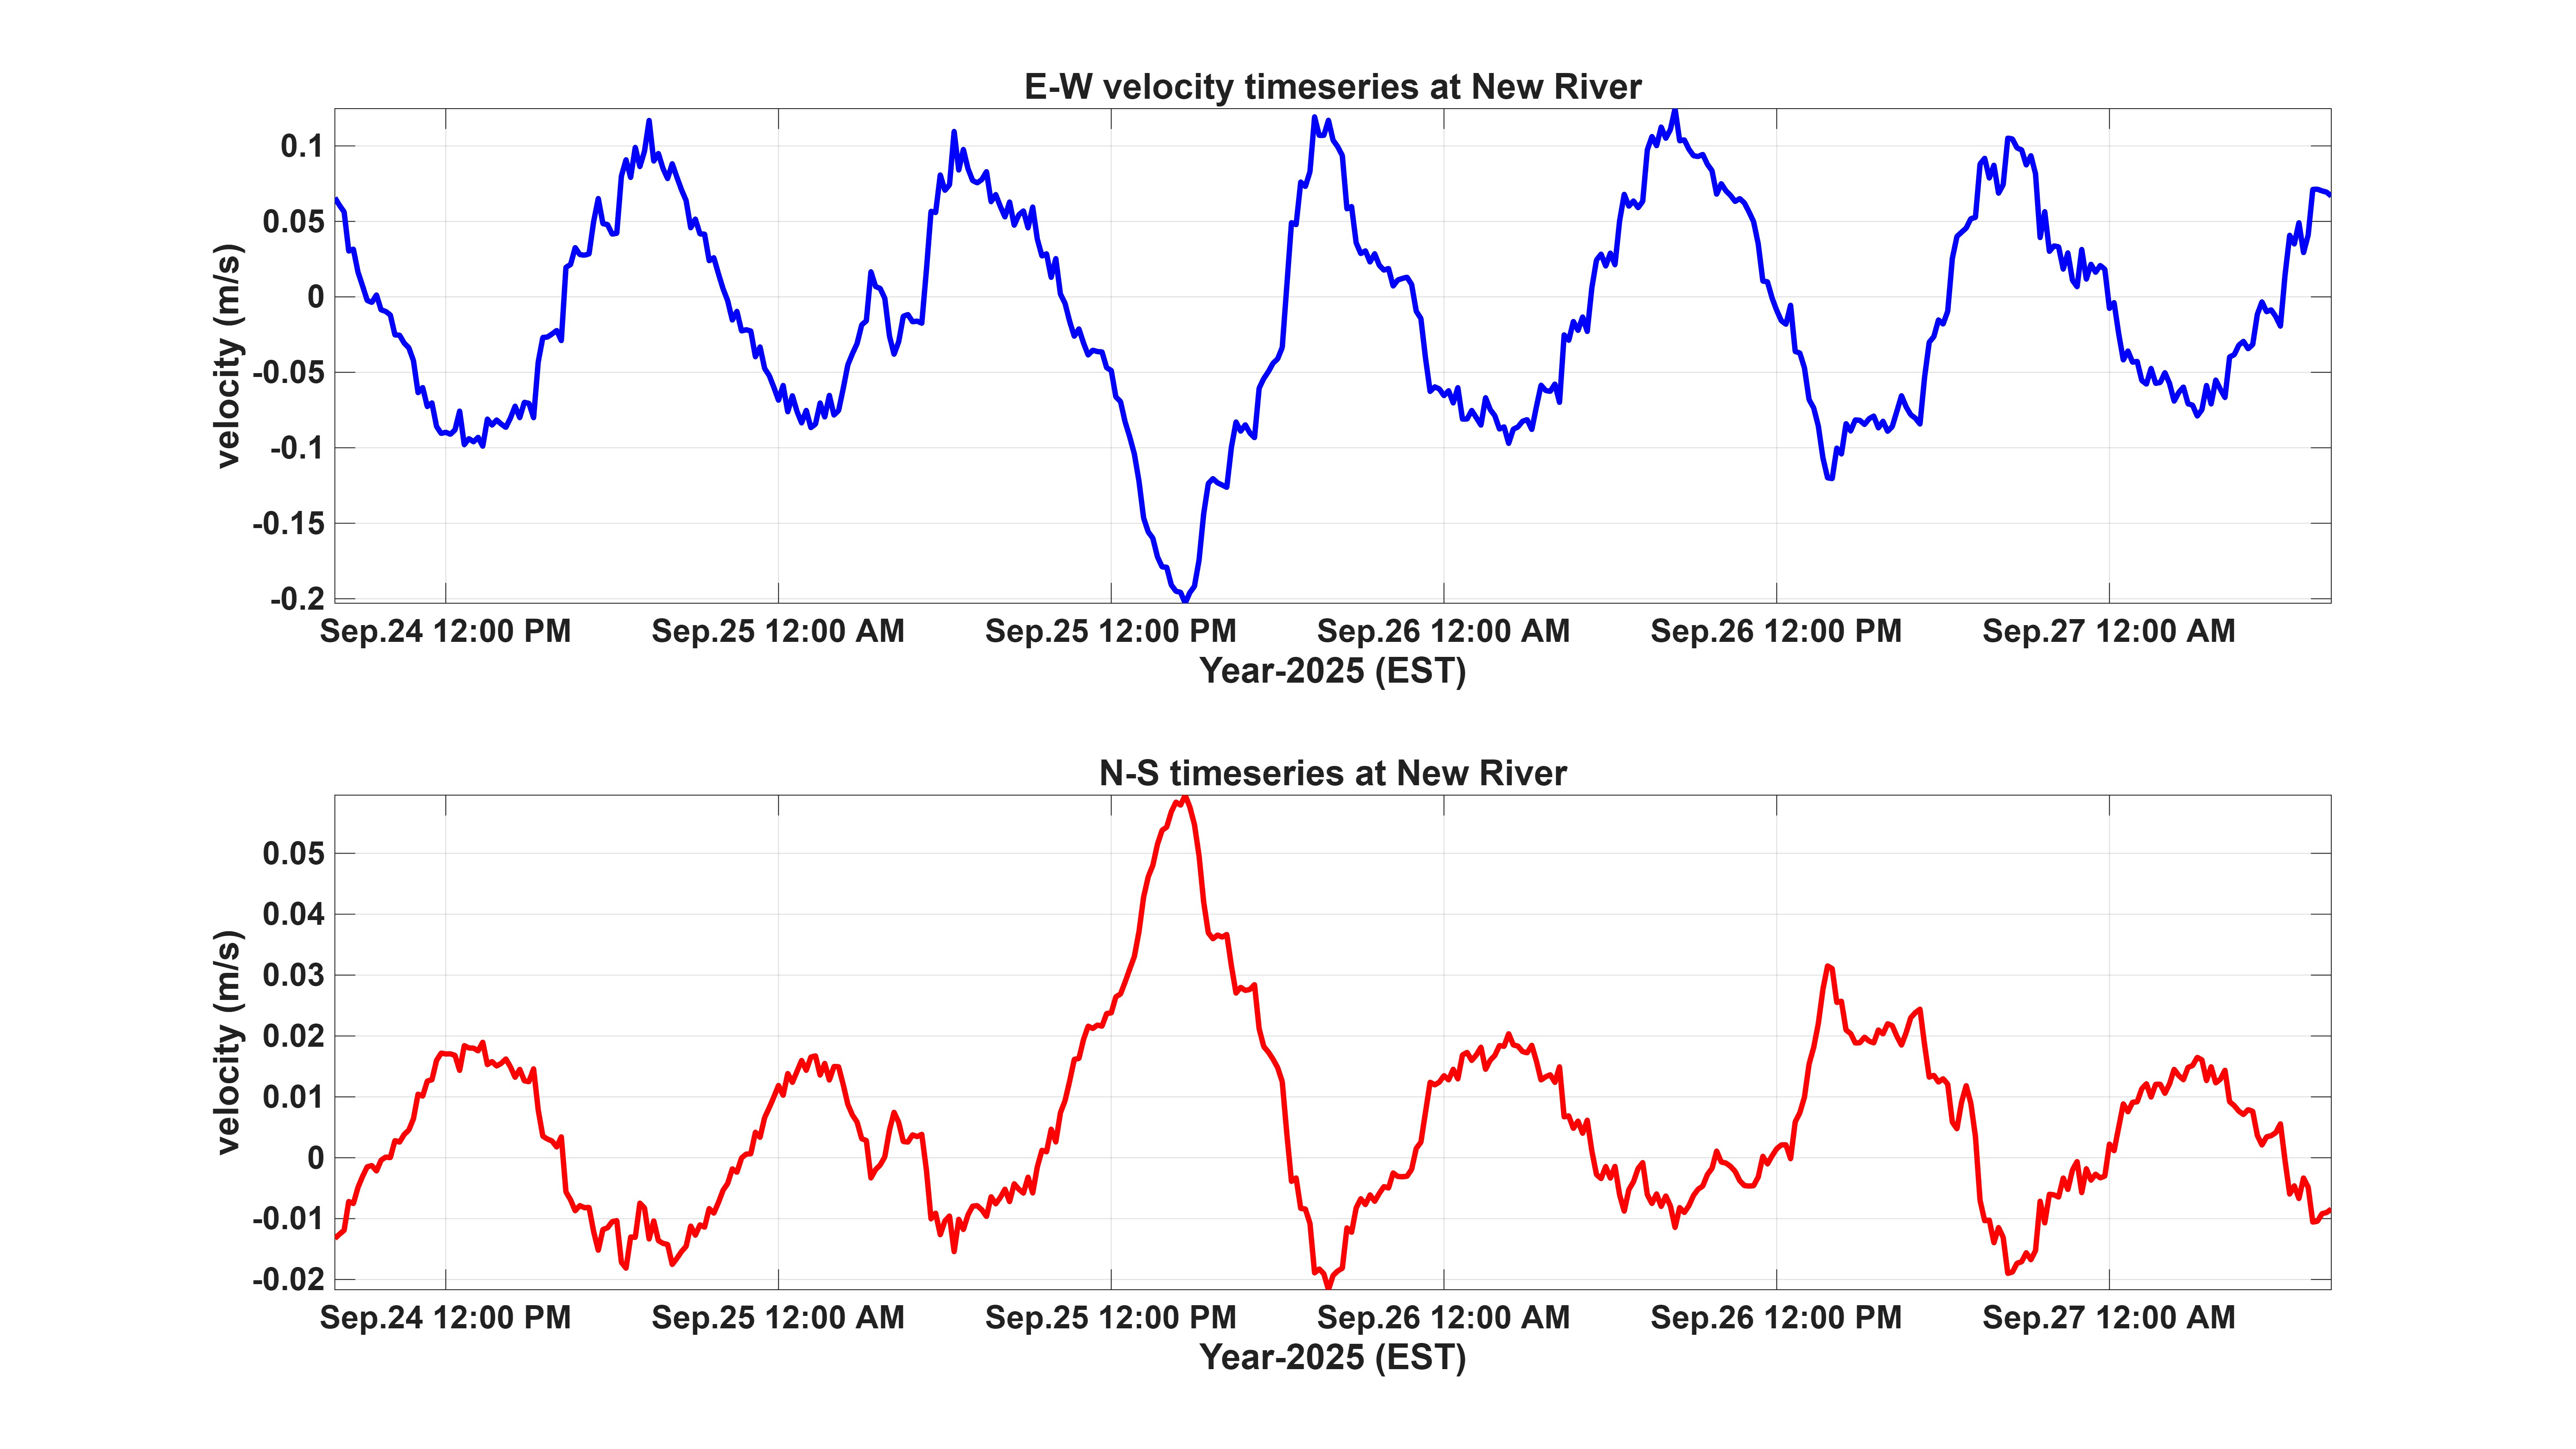 E-W velocity timeseries at New River
velocity (m/s)
0.1
0.05
0
-0.05
-0.1
-0.15
-0.2
Sep.24 12:00 PM Sep.25 12:00 AM Sep.25 12:00 PM Sep.26 12:00 AM Sep.26 12:00 PM Sep.27 12:00 AM
Year-2025 (EST)
N-S timeseries at New River
velocity (m/s)
0.05
0.04
0.03
0.02
0.01
0
-0.01
-0.02
Sep.24 12:00 PM Sep.25 12:00 AM Sep.25 12:00 PM Sep.26 12:00 AM Sep.26 12:00 PM Sep.27 12:00 AM
Year-2025 (EST)